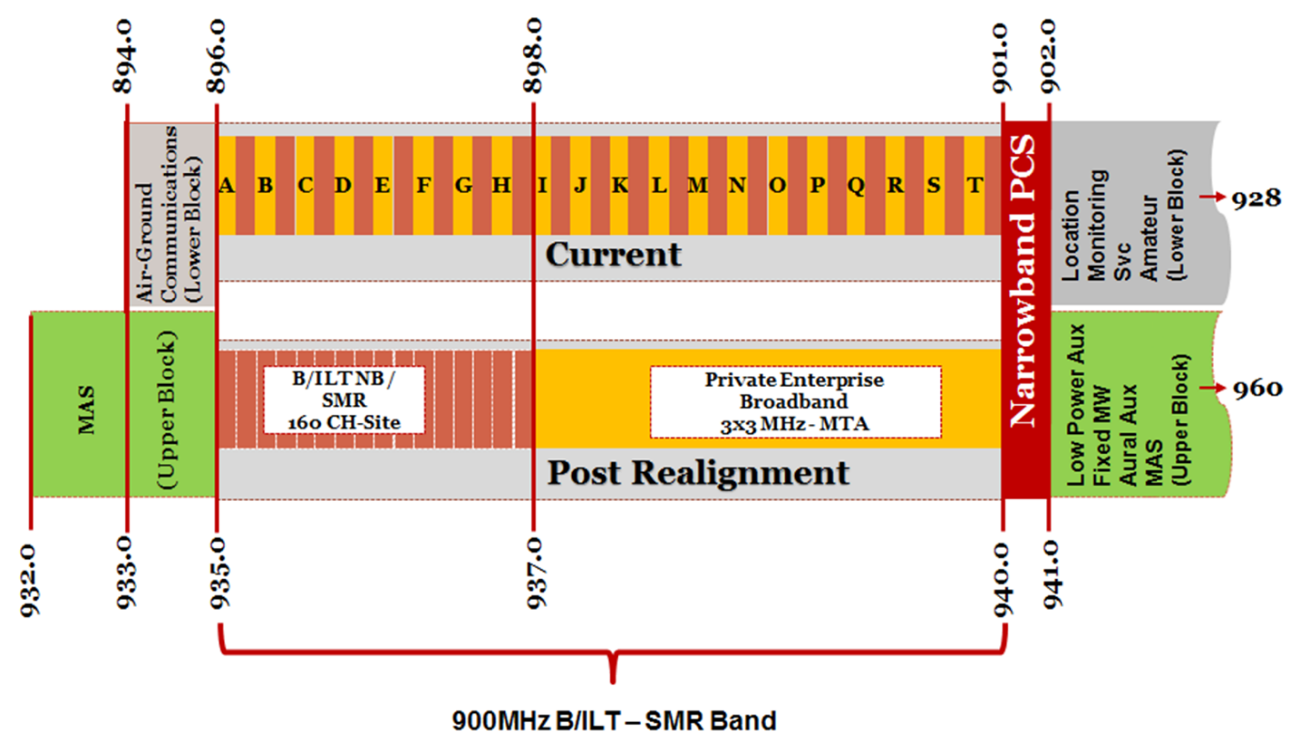 894.0
896.0
898.0
901.0
902.0
Air-Ground
Communications
(Lower Block)
A B C D E F G H I J K L M N O P Q R S T
Current
Narrowband PCS
Location
Monitoring
Svc
Amateur
(Lower Block)
928
MAS
(Upper Block)
B/ILT NB /
SMR
160 CH-Site
Private Enterprise
Broadband
3x3 MHz - MTA
Post Realignment
Low Power Aux
Fixed MW
Aural Aux
MAS
(Upper Block)
960
932.0
933.0
935.0
937.0
940.0
941.0
900MHz B/ILT – SMR Band